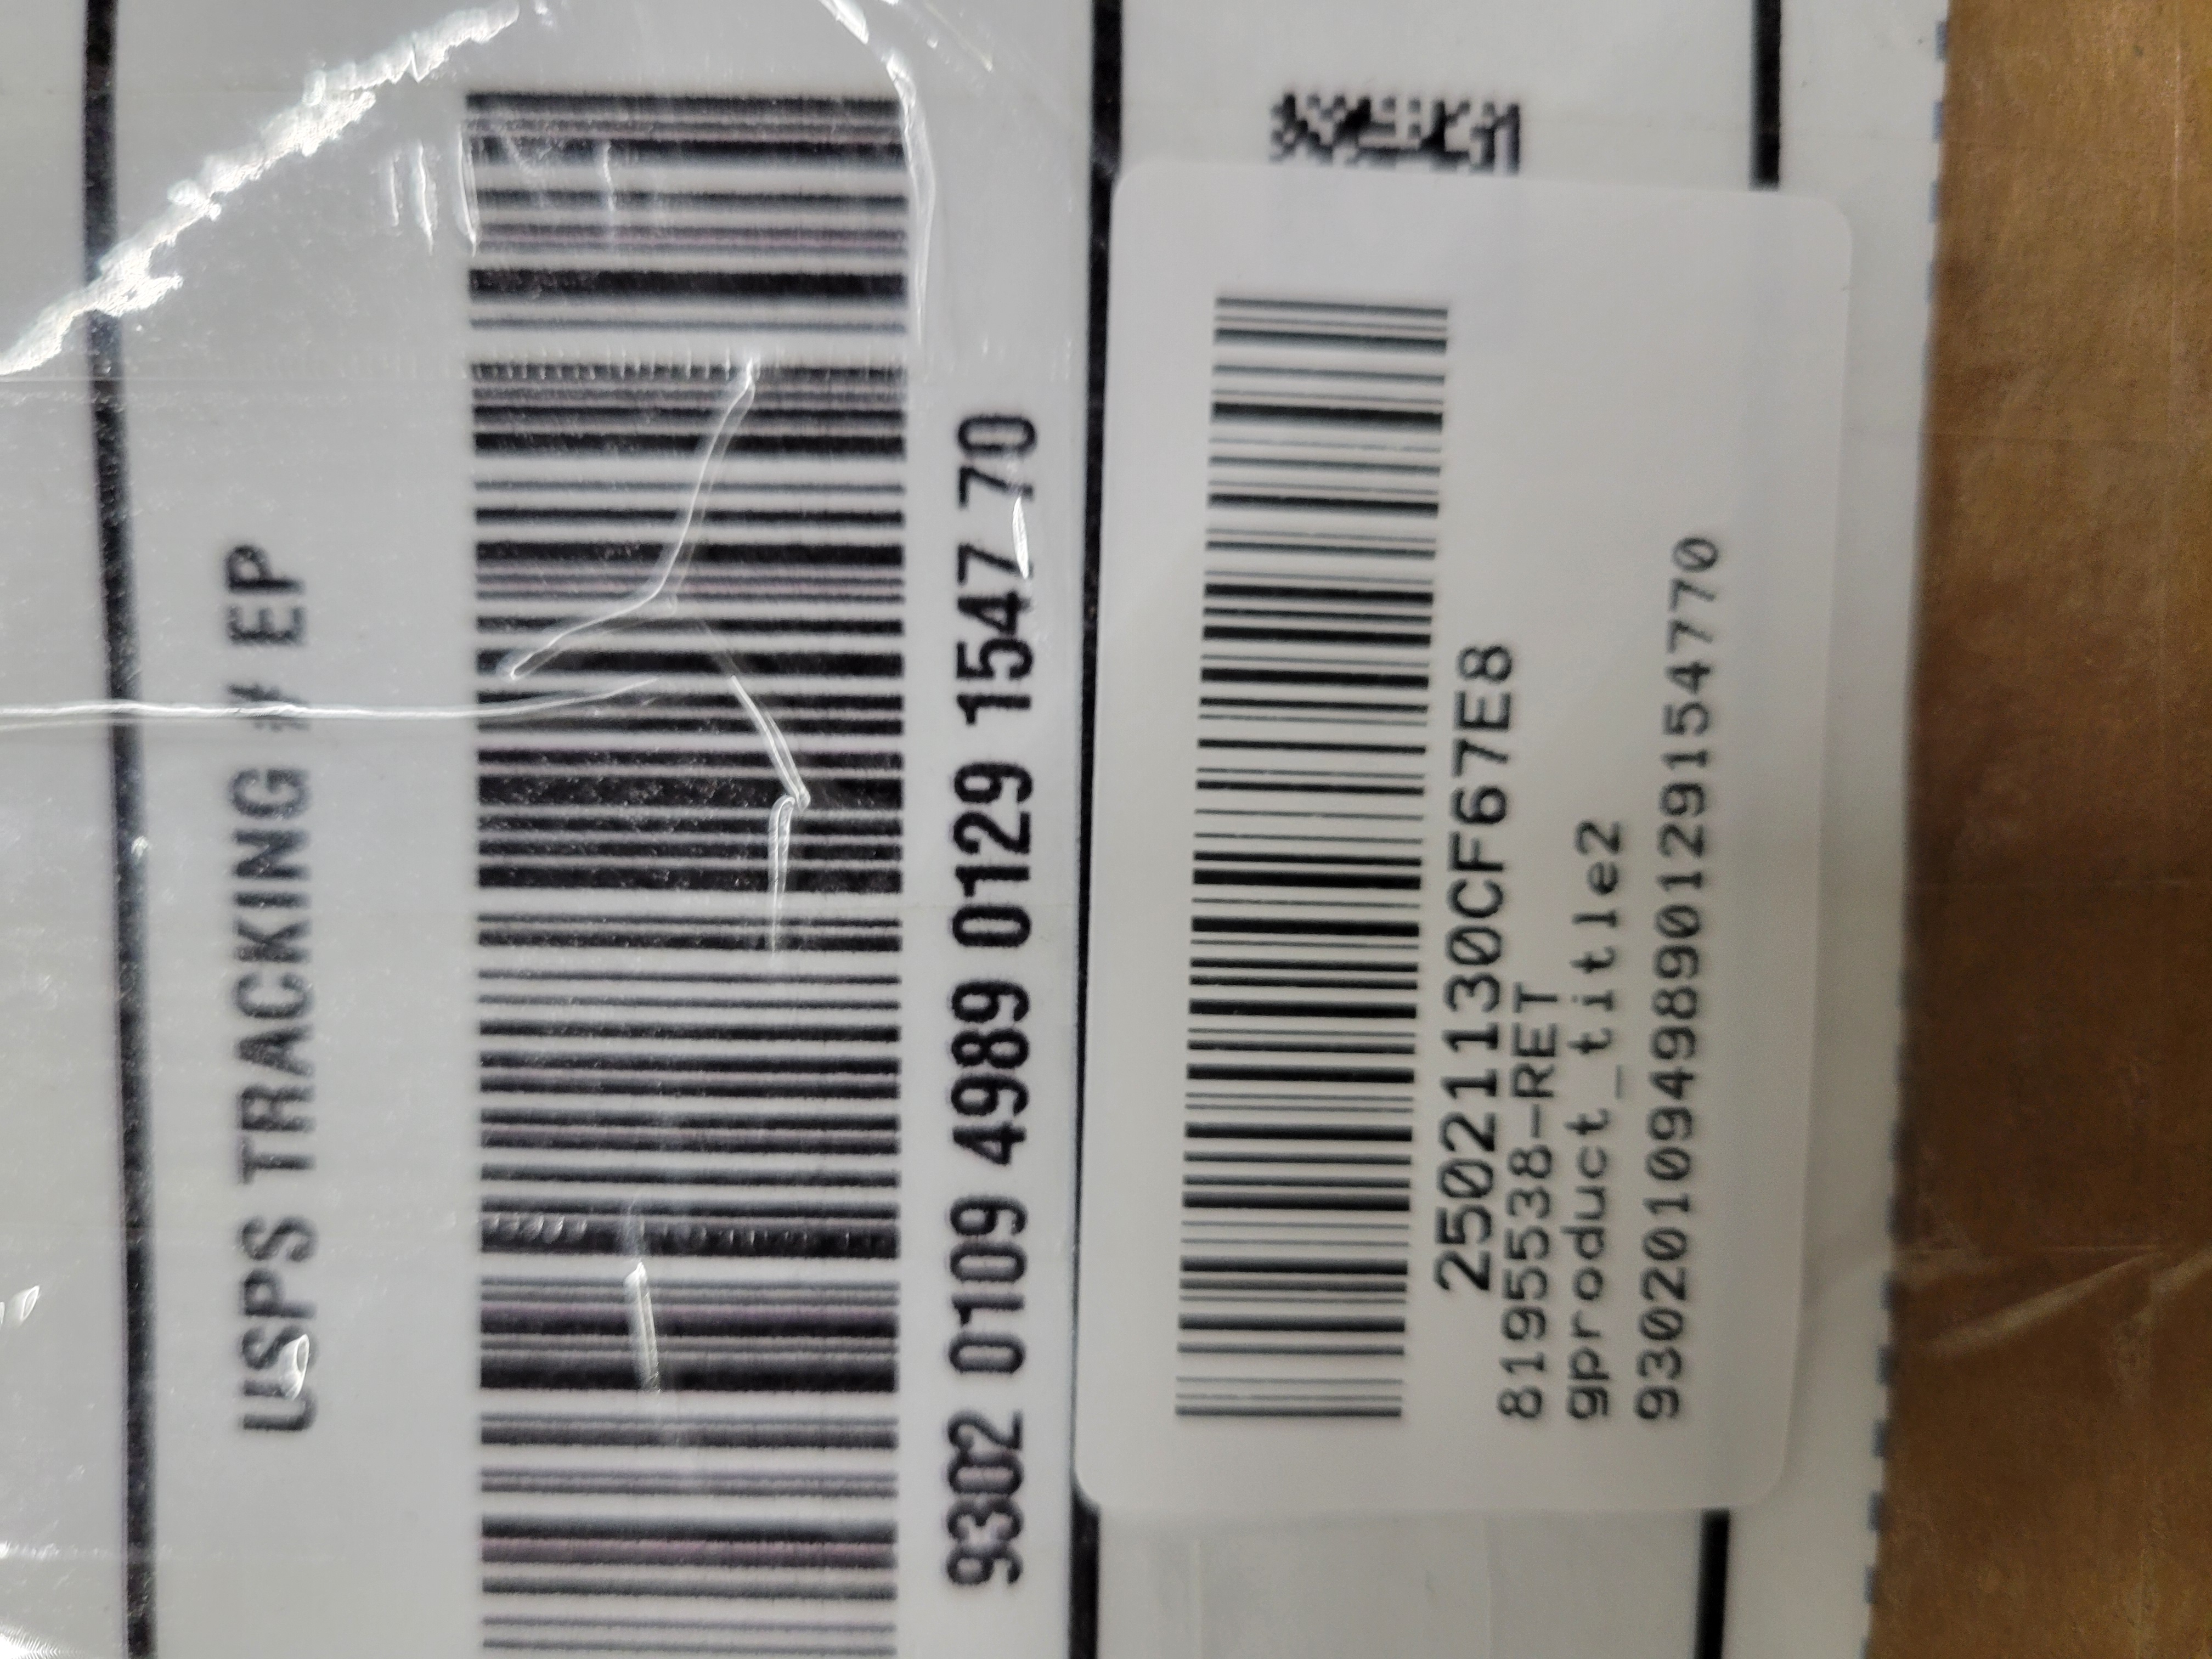 USPS TRACKING # EP
9302 0109 4989 0129 1547 70
25021130CF67E8
8195538-RET
gproduct_title2
9302010949890129154770